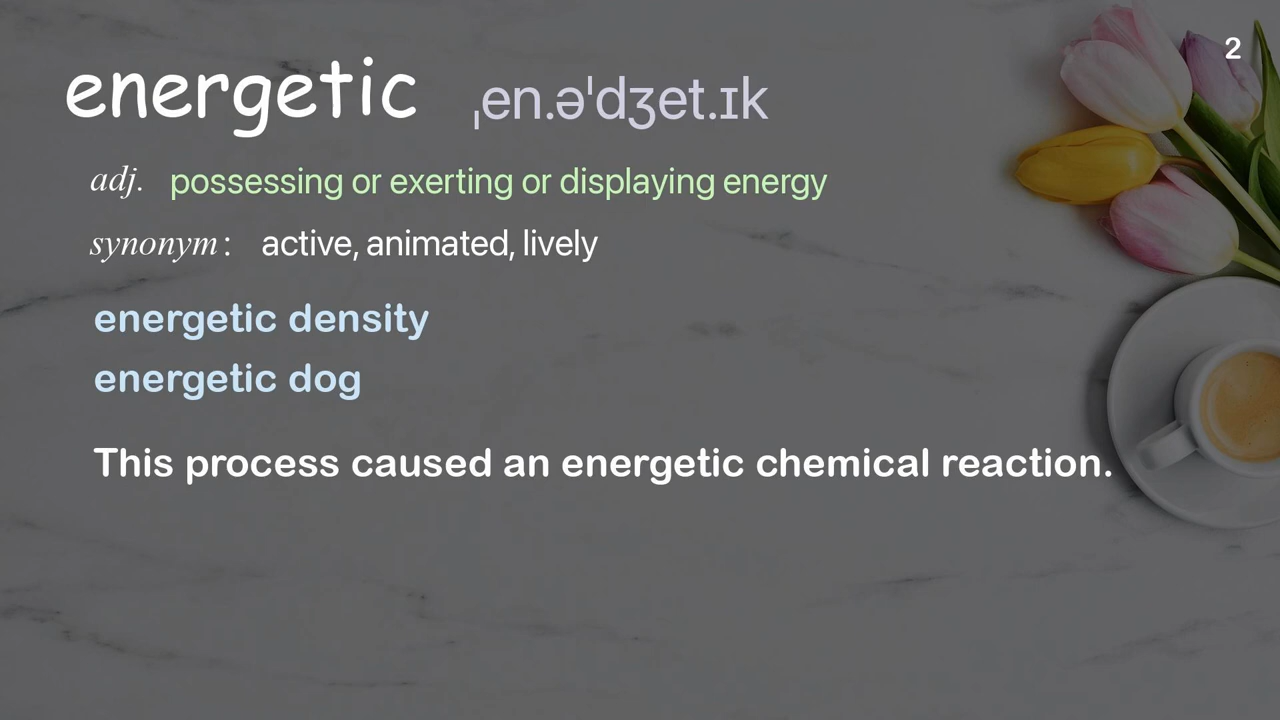 2
energetic ˌen.əˈdʒet.ɪk
adj. possessing or exerting or displaying energy
synonym: active, animated, lively
energetic density
energetic dog
This process caused an energetic chemical reaction.